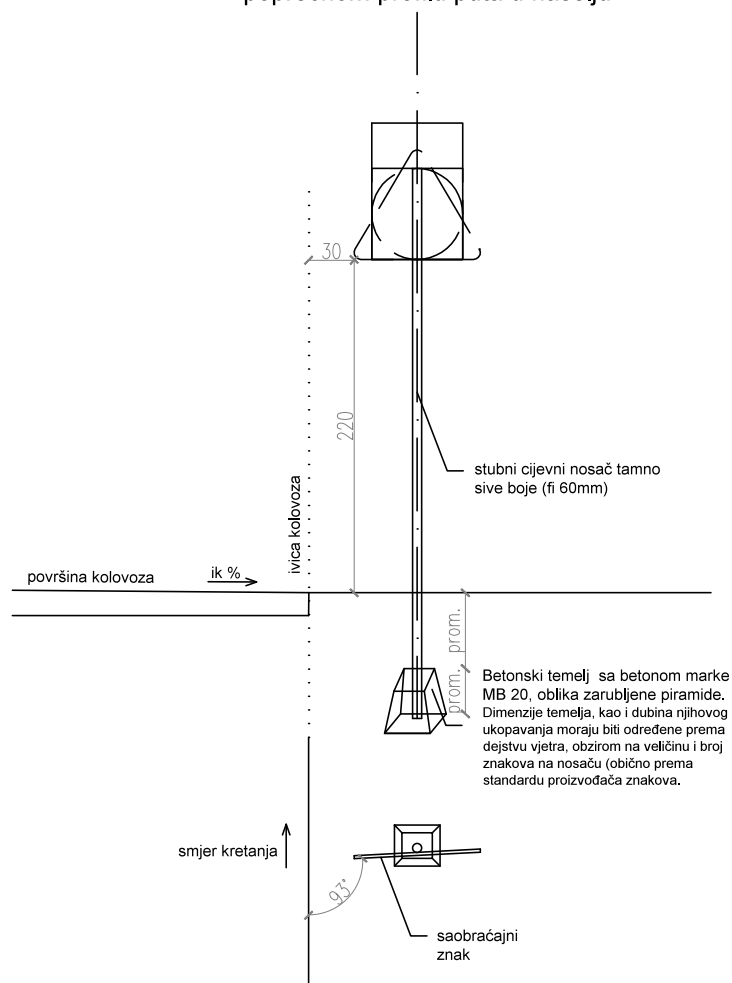 poprečnom profilu puta u naselju
30
220
stubni cijevni nosač tamno
sive boje (fi 60mm)
ivica kolovoza
površina kolovoza
ik %
prom.
prom.
Betonski temelj sa betonom marke
MB 20, oblika zarubljene piramide.
Dimenzije temelja, kao i dubina njihovog
ukopavanja moraju biti određene prema
dejstvu vjetra, obzirom na veličinu i broj
znakova na nosaču (obično prema
standardu proizvođača znakova.
smjer kretanja
93°
saobraćajni
znak